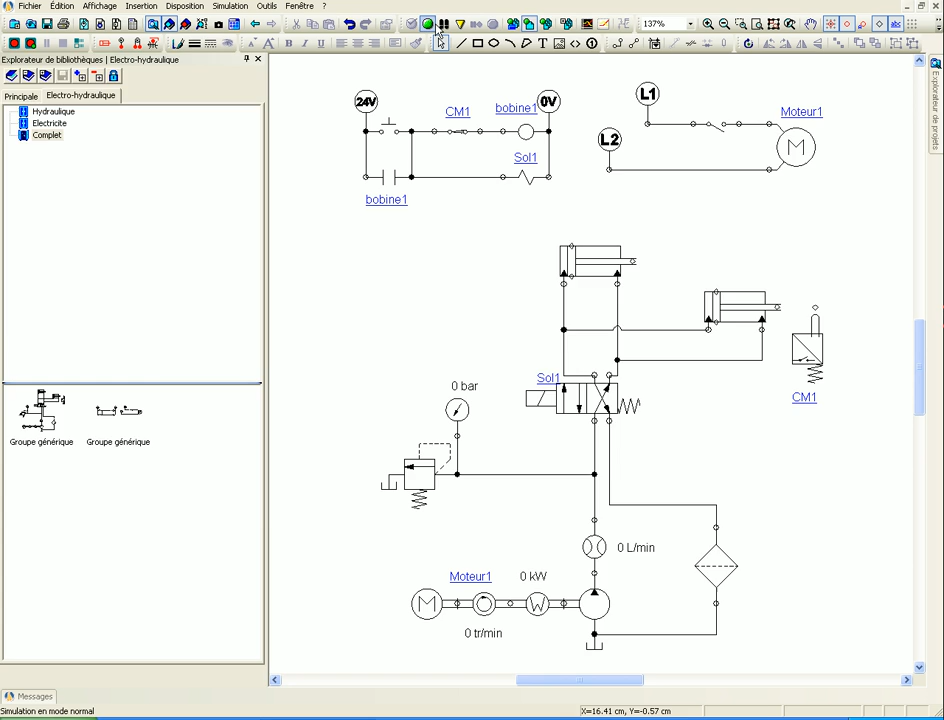 Fichier Édition Affichage Insertion Disposition Simulation Outils Fenêtre ?
137%
Explorateur de bibliothèques | Electro-hydraulique
Principale Electro-hydraulique
Hydraulique
Electricite
Complet
Groupe générique Groupe générique
24V
CM1
bobine1
0V
Sol1
bobine1
L1
Moteur1
L2
M
Sol1
CM1
0 bar
0 L/min
Moteur1
0 kW
M
W
0 tr/min
Explorateur de projets
Messages
Simulation en mode normal
X=16.41 cm, Y=-0.57 cm